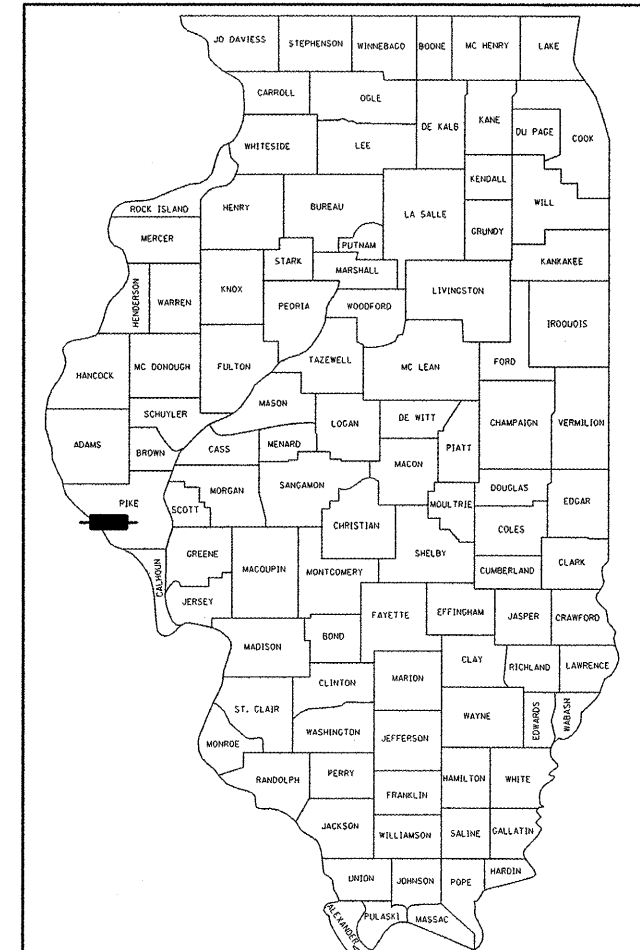 JO DAVIESS
STEPHENSON
WINNEBAGO
BOONE
MC HENRY
LAKE
CARROLL
OGLE
DE KALB
KANE
DU PAGE
COOK
WHITESIDE
LEE
KENDALL
WILL
ROCK ISLAND
HENRY
BUREAU
LA SALLE
GRUNDY
MERCER
PUTNAM
STARK
MARSHALL
KANKAKEE
HENDERSON
WARREN
KNOX
PEORIA
WOODFORD
LIVINGSTON
IROQUOIS
HANCOCK
MC DONOUGH
FULTON
TAZEWELL
MC LEAN
FORD
SCHUYLER
MASON
LOGAN
DE WITT
CHAMPAIGN
VERMILION
ADAMS
BROWN
CASS
MENARD
PIATT
MACON
PIKE
SCOTT
MORGAN
SANGAMON
CHRISTIAN
MOULTRIE
DOUGLAS
EDGAR
COLES
CALHOUN
GREENE
MACOUPIN
MONTGOMERY
SHELBY
CUMBERLAND
CLARK
JERSEY
FAYETTE
EFFINGHAM
JASPER
CRAWFORD
MADISON
BOND
CLAY
RICHLAND
LAWRENCE
CLINTON
MARION
ST. CLAIR
WAYNE
EDWARDS
WABASH
MONROE
WASHINGTON
JEFFERSON
RANDOLPH
PERRY
HAMILTON
WHITE
FRANKLIN
JACKSON
WILLIAMSON
SALINE
GALLATIN
UNION
JOHNSON
POPE
HARDIN
ALEXANDER
PULASKI
MASSAC